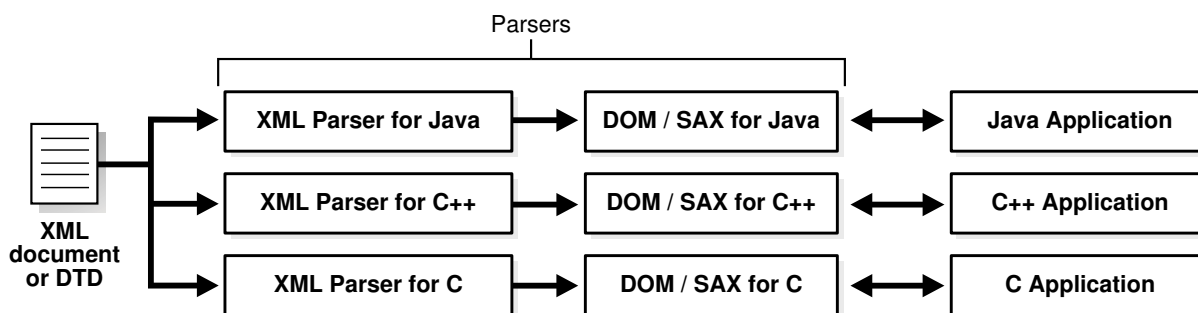 Parsers
XML Parser for Java
DOM / SAX for Java
Java Application
XML Parser for C++
DOM / SAX for C++
C++ Application
XML
document
or DTD
XML Parser for C
DOM / SAX for C
C Application